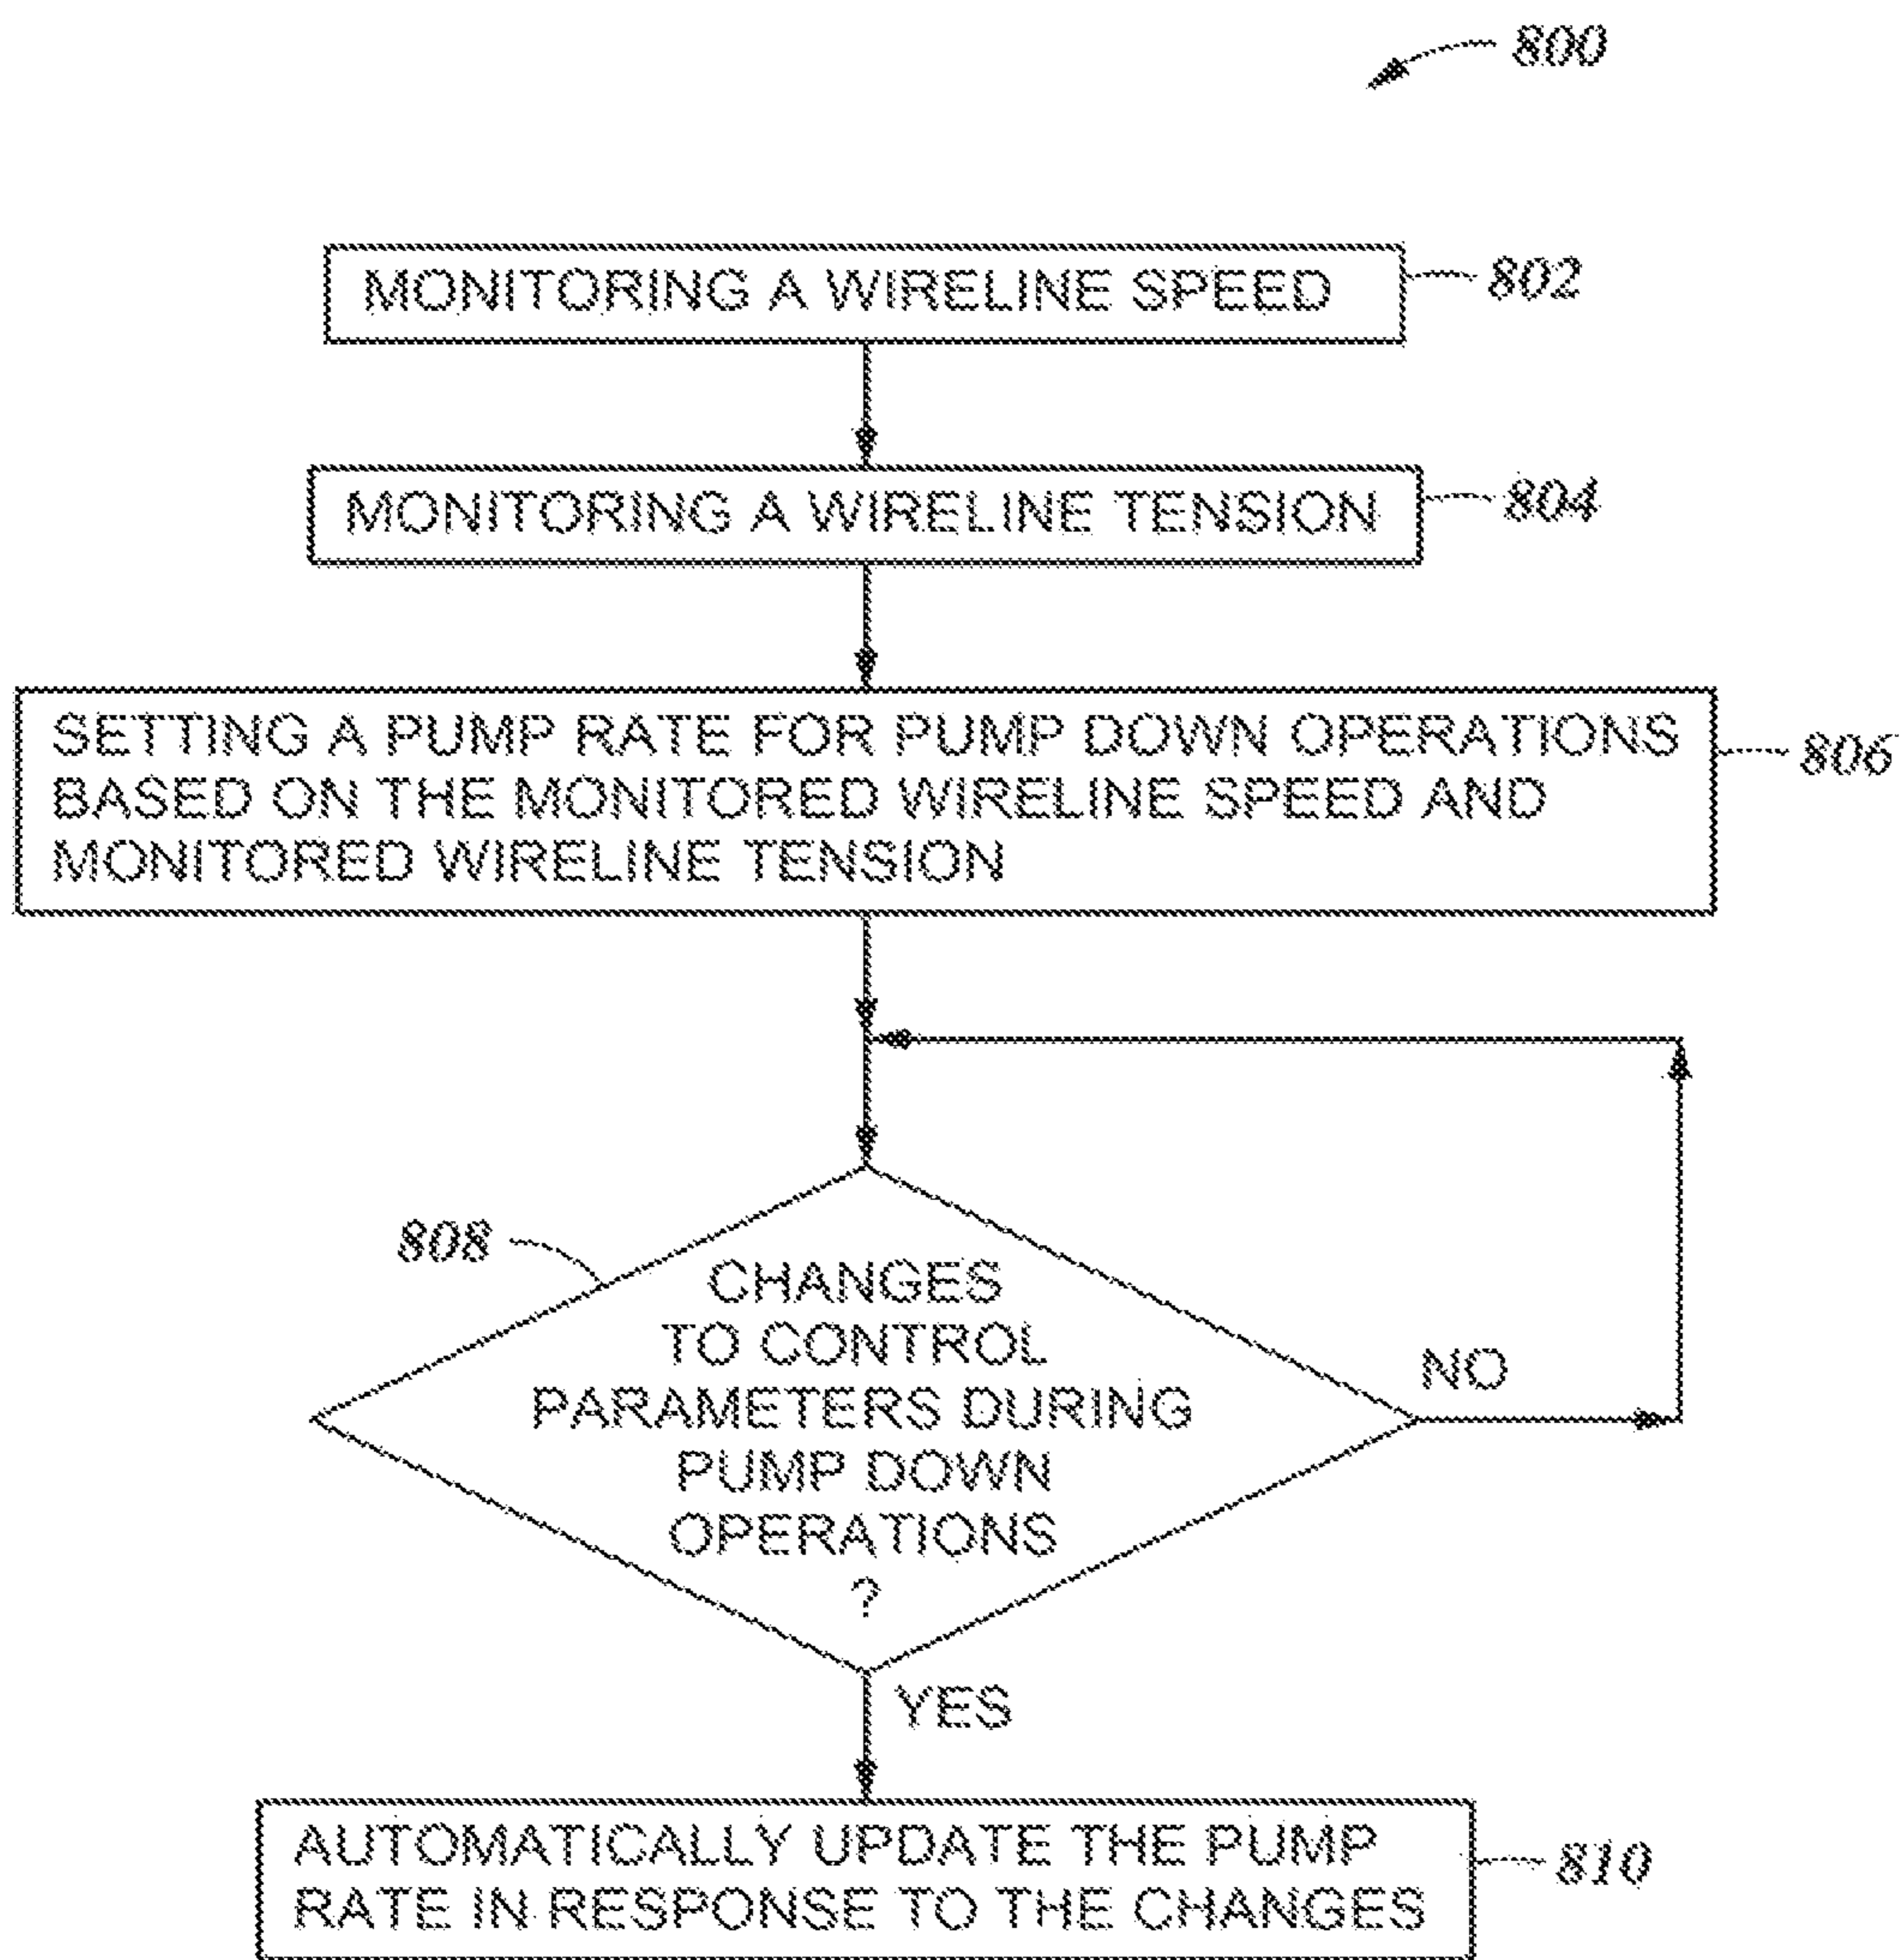 800
MONITORING A WIRELINE SPEED
802
MONITORING A WIRELINE TENSION
804
SETTING A PUMP RATE FOR PUMP DOWN OPERATIONS
BASED ON THE MONITORED WIRELINE SPEED AND
MONITORED WIRELINE TENSION
806
808
CHANGES
TO CONTROL
PARAMETERS DURING
PUMP DOWN
OPERATIONS
?
NO
YES
AUTOMATICALLY UPDATE THE PUMP
RATE IN RESPONSE TO THE CHANGES
810